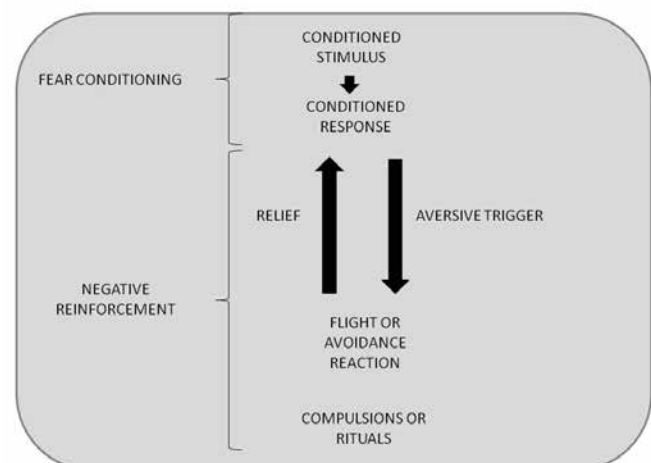 CONDITIONED
STIMULUS
FEAR CONDITIONING
CONDITIONED
RESPONSE
RELIEF
AVERSIVE TRIGGER
NEGATIVE
REINFORCEMENT
FLIGHT OR
AVOIDANCE
REACTION
COMPULSIONS OR
RITUALS